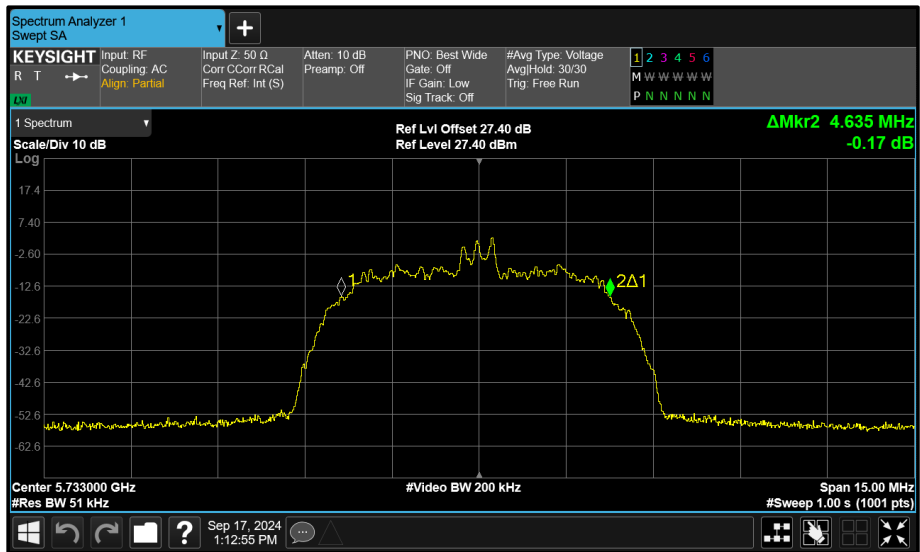 Spectrum Analyzer 1
Swept SA
+
KEYSIGHT
R T
LXI
Input: RF
Coupling: AC
Align: Partial
Input Z: 50 Ω
Corr CCorr RCal
Freq Ref: Int (S)
Atten: 10 dB
Preamp: Off
PNO: Best Wide
Gate: Off
IF Gain: Low
Sig Track: Off
#Avg Type: Voltage
Avg|Hold: 30/30
Trig: Free Run
1 2 3 4 5 6
M W W W W W
P N N N N N
1 Spectrum
Scale/Div 10 dB
Log
Ref Lvl Offset 27.40 dB
Ref Level 27.40 dBm
ΔMkr2 4.635 MHz
-0.17 dB
17.4
7.40
-2.60
-12.6
-22.6
-32.6
-42.6
-52.6
-62.6
1
2Δ1
Center 5.733000 GHz
#Res BW 51 kHz
#Video BW 200 kHz
Span 15.00 MHz
#Sweep 1.00 s (1001 pts)
?
Sep 17, 2024
1:12:55 PM